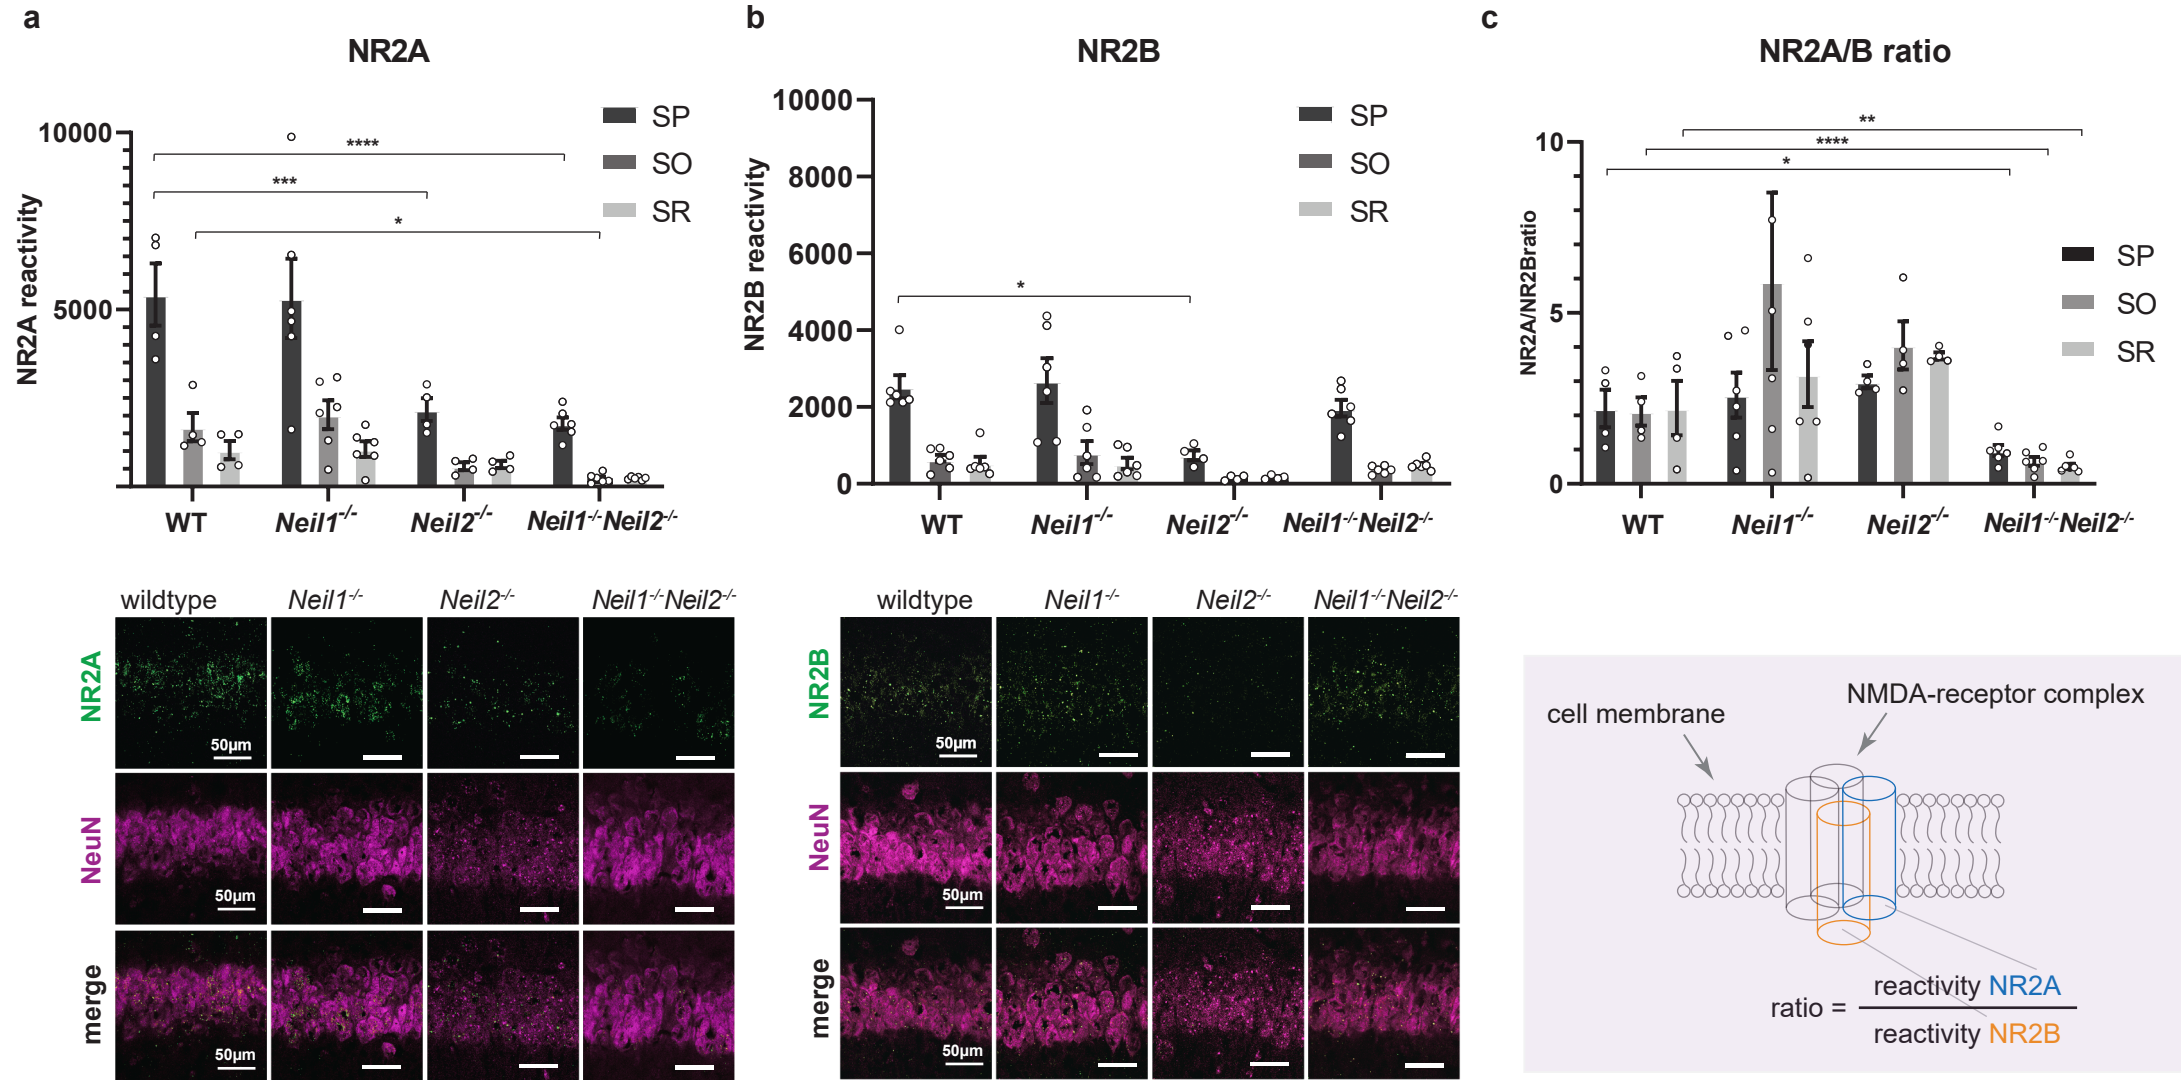 a
NR2A
NR2A reactivity
10000
5000
****
***
*
SP
SO
SR
WT
Neil1-/-
Neil2-/-
Neil1-/-Neil2-/-
wildtype
Neil1-/-
Neil2-/-
Neil1-/-Neil2-/-
NR2A
50µm
NeuN
50µm
merge
50µm
b
NR2B
NR2B reactivity
10000
8000
6000
4000
2000
0
*
SP
SO
SR
WT
Neil1-/-
Neil2-/-
Neil1-/-Neil2-/-
wildtype
Neil1-/-
Neil2-/-
Neil1-/-Neil2-/-
NR2B
50µm
NeuN
50µm
merge
50µm
c
NR2A/B ratio
NR2A/NR2Bratio
10
5
0
**
****
*
SP
SO
SR
WT
Neil1-/-
Neil2-/-
Neil1-/-Neil2-/-
NMDA-receptor complex
cell membrane
ratio =
reactivity NR2A
reactivity NR2B